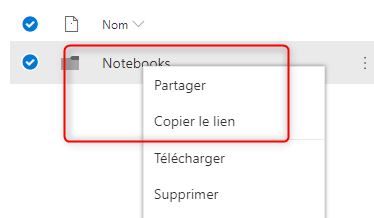 Nom
Notebooks
Partager
Copier le lien
Télécharger
Supprimer